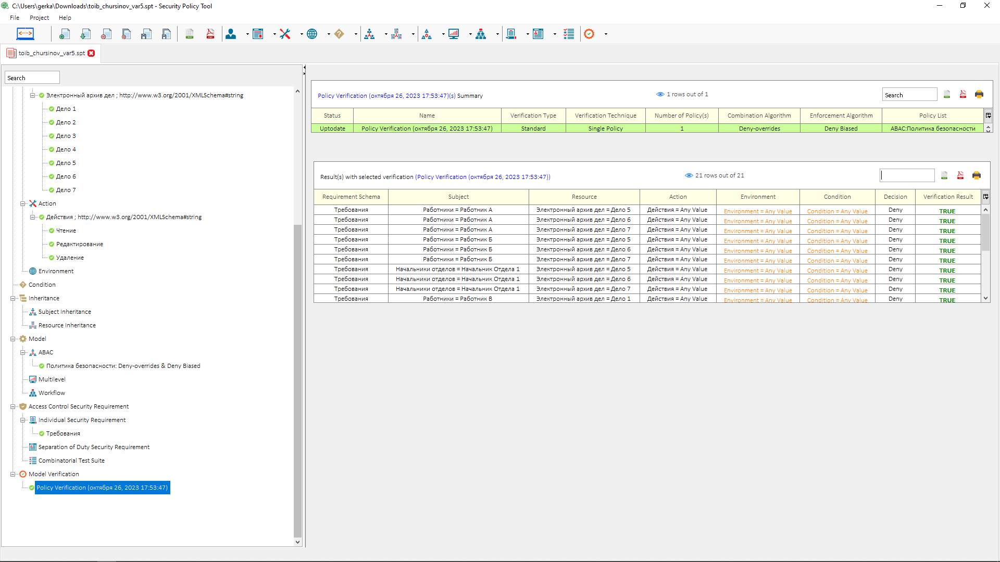 C:\Users\gerka\Downloads\toib_chursinov_var5.spt - Security Policy Tool
File Project Help
toib_chursinov_var5.spt
Search
Электронный архив дел ; http://www.w3.org/2001/XMLSchema#string
Дело 1
Дело 2
Дело 3
Дело 4
Дело 5
Дело 6
Дело 7
Action
Действия ; http://www.w3.org/2001/XMLSchema#string
Чтение
Редактирование
Удаление
Environment
Condition
Inheritance
Subject Inheritance
Resource Inheritance
Model
ABAC
Политика безопасности: Deny-overrides & Deny Biased
Multilevel
Workflow
Access Control Security Requirement
Individual Security Requirement
Требования
Separation of Duty Security Requirement
Combinatorial Test Suite
Model Verification
Policy Verification (октября 26, 2023 17:53:47)
Policy Verification (октября 26, 2023 17:53:47)(s) Summary 1 rows out of 1 Search
Status Name Verification Type Verification Technique Number of Policy(s) Combination Algorithm Enforcement Algorithm Policy List
Uptodate Policy Verification (октября 26, 2023 17:53:47) Standard Single Policy 1 Deny-overrides Deny Biased ABAC:Политика безопасности
Result(s) with selected verification (Policy Verification (октября 26, 2023 17:53:47)) 21 rows out of 21
Requirement Schema Subject Resource Action Environment Condition Decision Verification Result
Требования Работники = Работник А Электронный архив дел = Дело 5 Действия = Any Value Environment = Any Value Condition = Any Value Deny TRUE
Требования Работники = Работник А Электронный архив дел = Дело 6 Действия = Any Value Environment = Any Value Condition = Any Value Deny TRUE
Требования Работники = Работник А Электронный архив дел = Дело 7 Действия = Any Value Environment = Any Value Condition = Any Value Deny TRUE
Требования Работники = Работник Б Электронный архив дел = Дело 5 Действия = Any Value Environment = Any Value Condition = Any Value Deny TRUE
Требования Работники = Работник Б Электронный архив дел = Дело 6 Действия = Any Value Environment = Any Value Condition = Any Value Deny TRUE
Требования Работники = Работник Б Электронный архив дел = Дело 7 Действия = Any Value Environment = Any Value Condition = Any Value Deny TRUE
Требования Начальники отделов = Начальник Отдела 1 Электронный архив дел = Дело 5 Действия = Any Value Environment = Any Value Condition = Any Value Deny TRUE
Требования Начальники отделов = Начальник Отдела 1 Электронный архив дел = Дело 6 Действия = Any Value Environment = Any Value Condition = Any Value Deny TRUE
Требования Начальники отделов = Начальник Отдела 1 Электронный архив дел = Дело 7 Действия = Any Value Environment = Any Value Condition = Any Value Deny TRUE
Требования Работники = Работник В Электронный архив дел = Дело 1 Действия = Any Value Environment = Any Value Condition = Any Value Deny TRUE